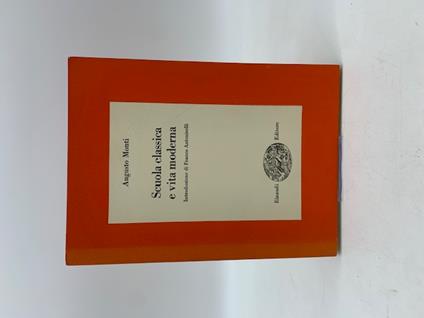 Augusto Monti
Scuola classica
e vita moderna
Introduzione di Franco Antonicelli
Einaudi Editore